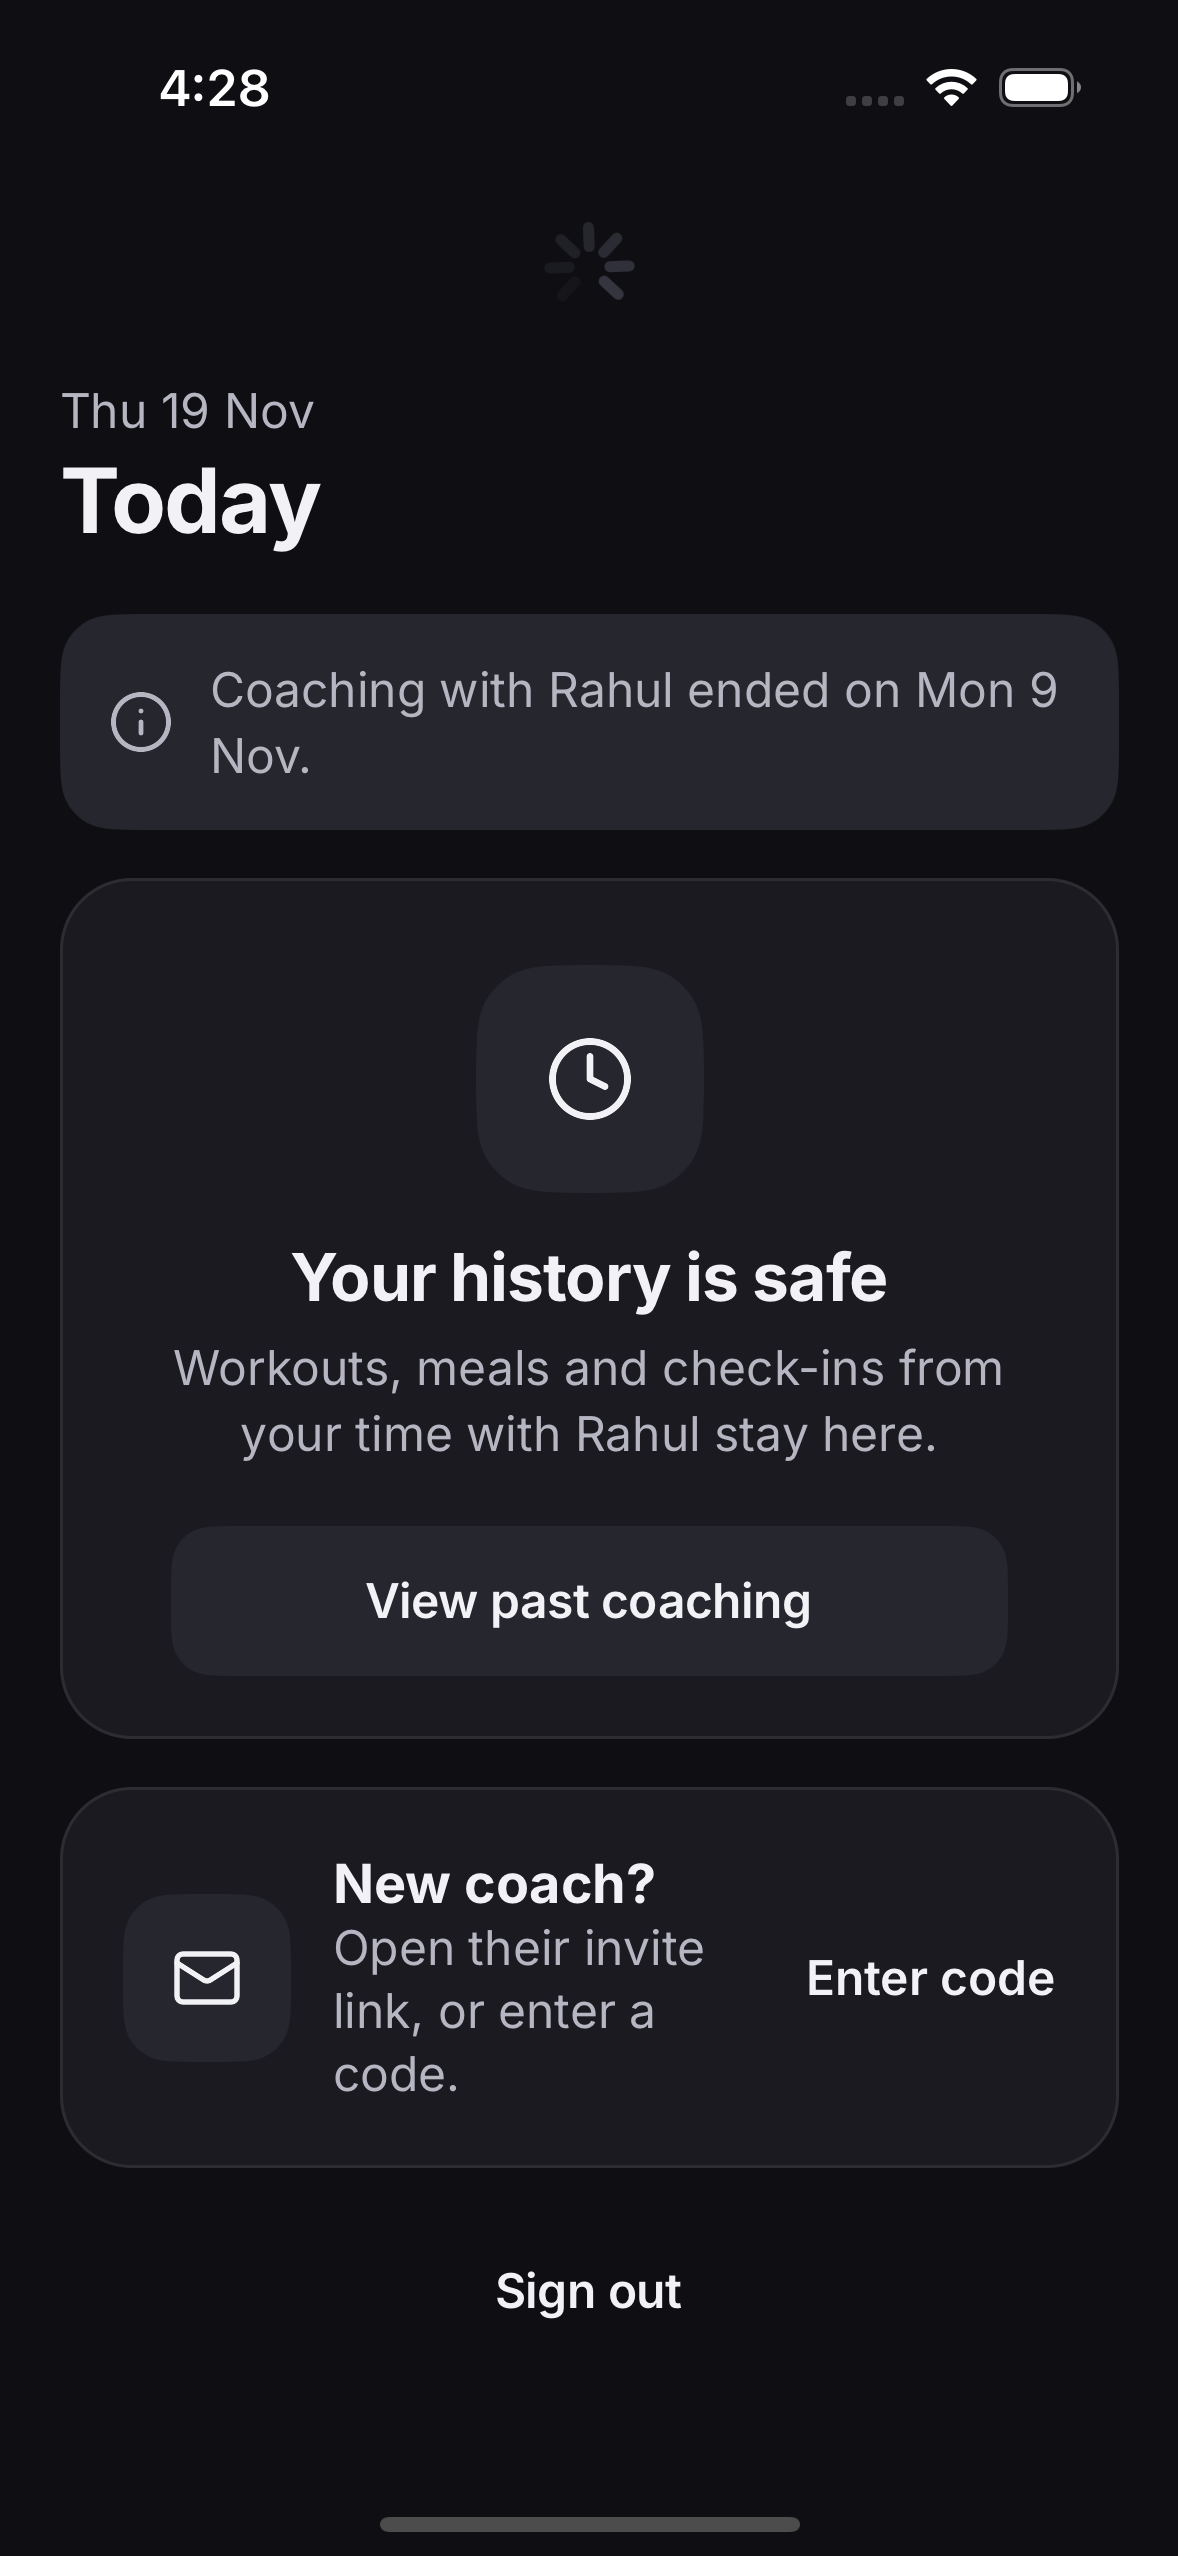 4:28
Thu 19 Nov
Today
Coaching with Rahul ended on Mon 9
Nov.
Your history is safe
Workouts, meals and check-ins from
your time with Rahul stay here.
View past coaching
New coach?
Open their invite
link, or enter a
code.
Enter code
Sign out